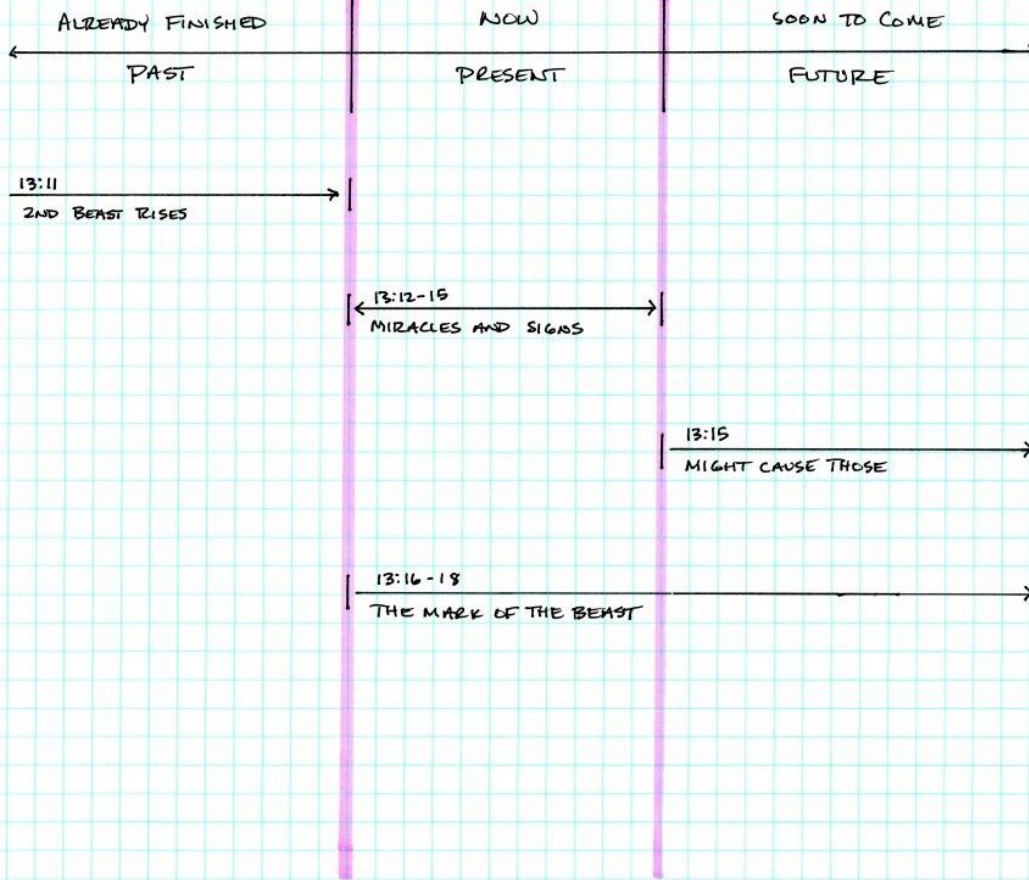 ALREADY FINISHED
NOW
SOON TO COME
PAST
PRESENT
FUTURE
13:11
2ND BEAST RISES
13:12-15
MIRACLES AND SIGNS
13:15
MIGHT CAUSE THOSE
13:16-18
THE MARK OF THE BEAST